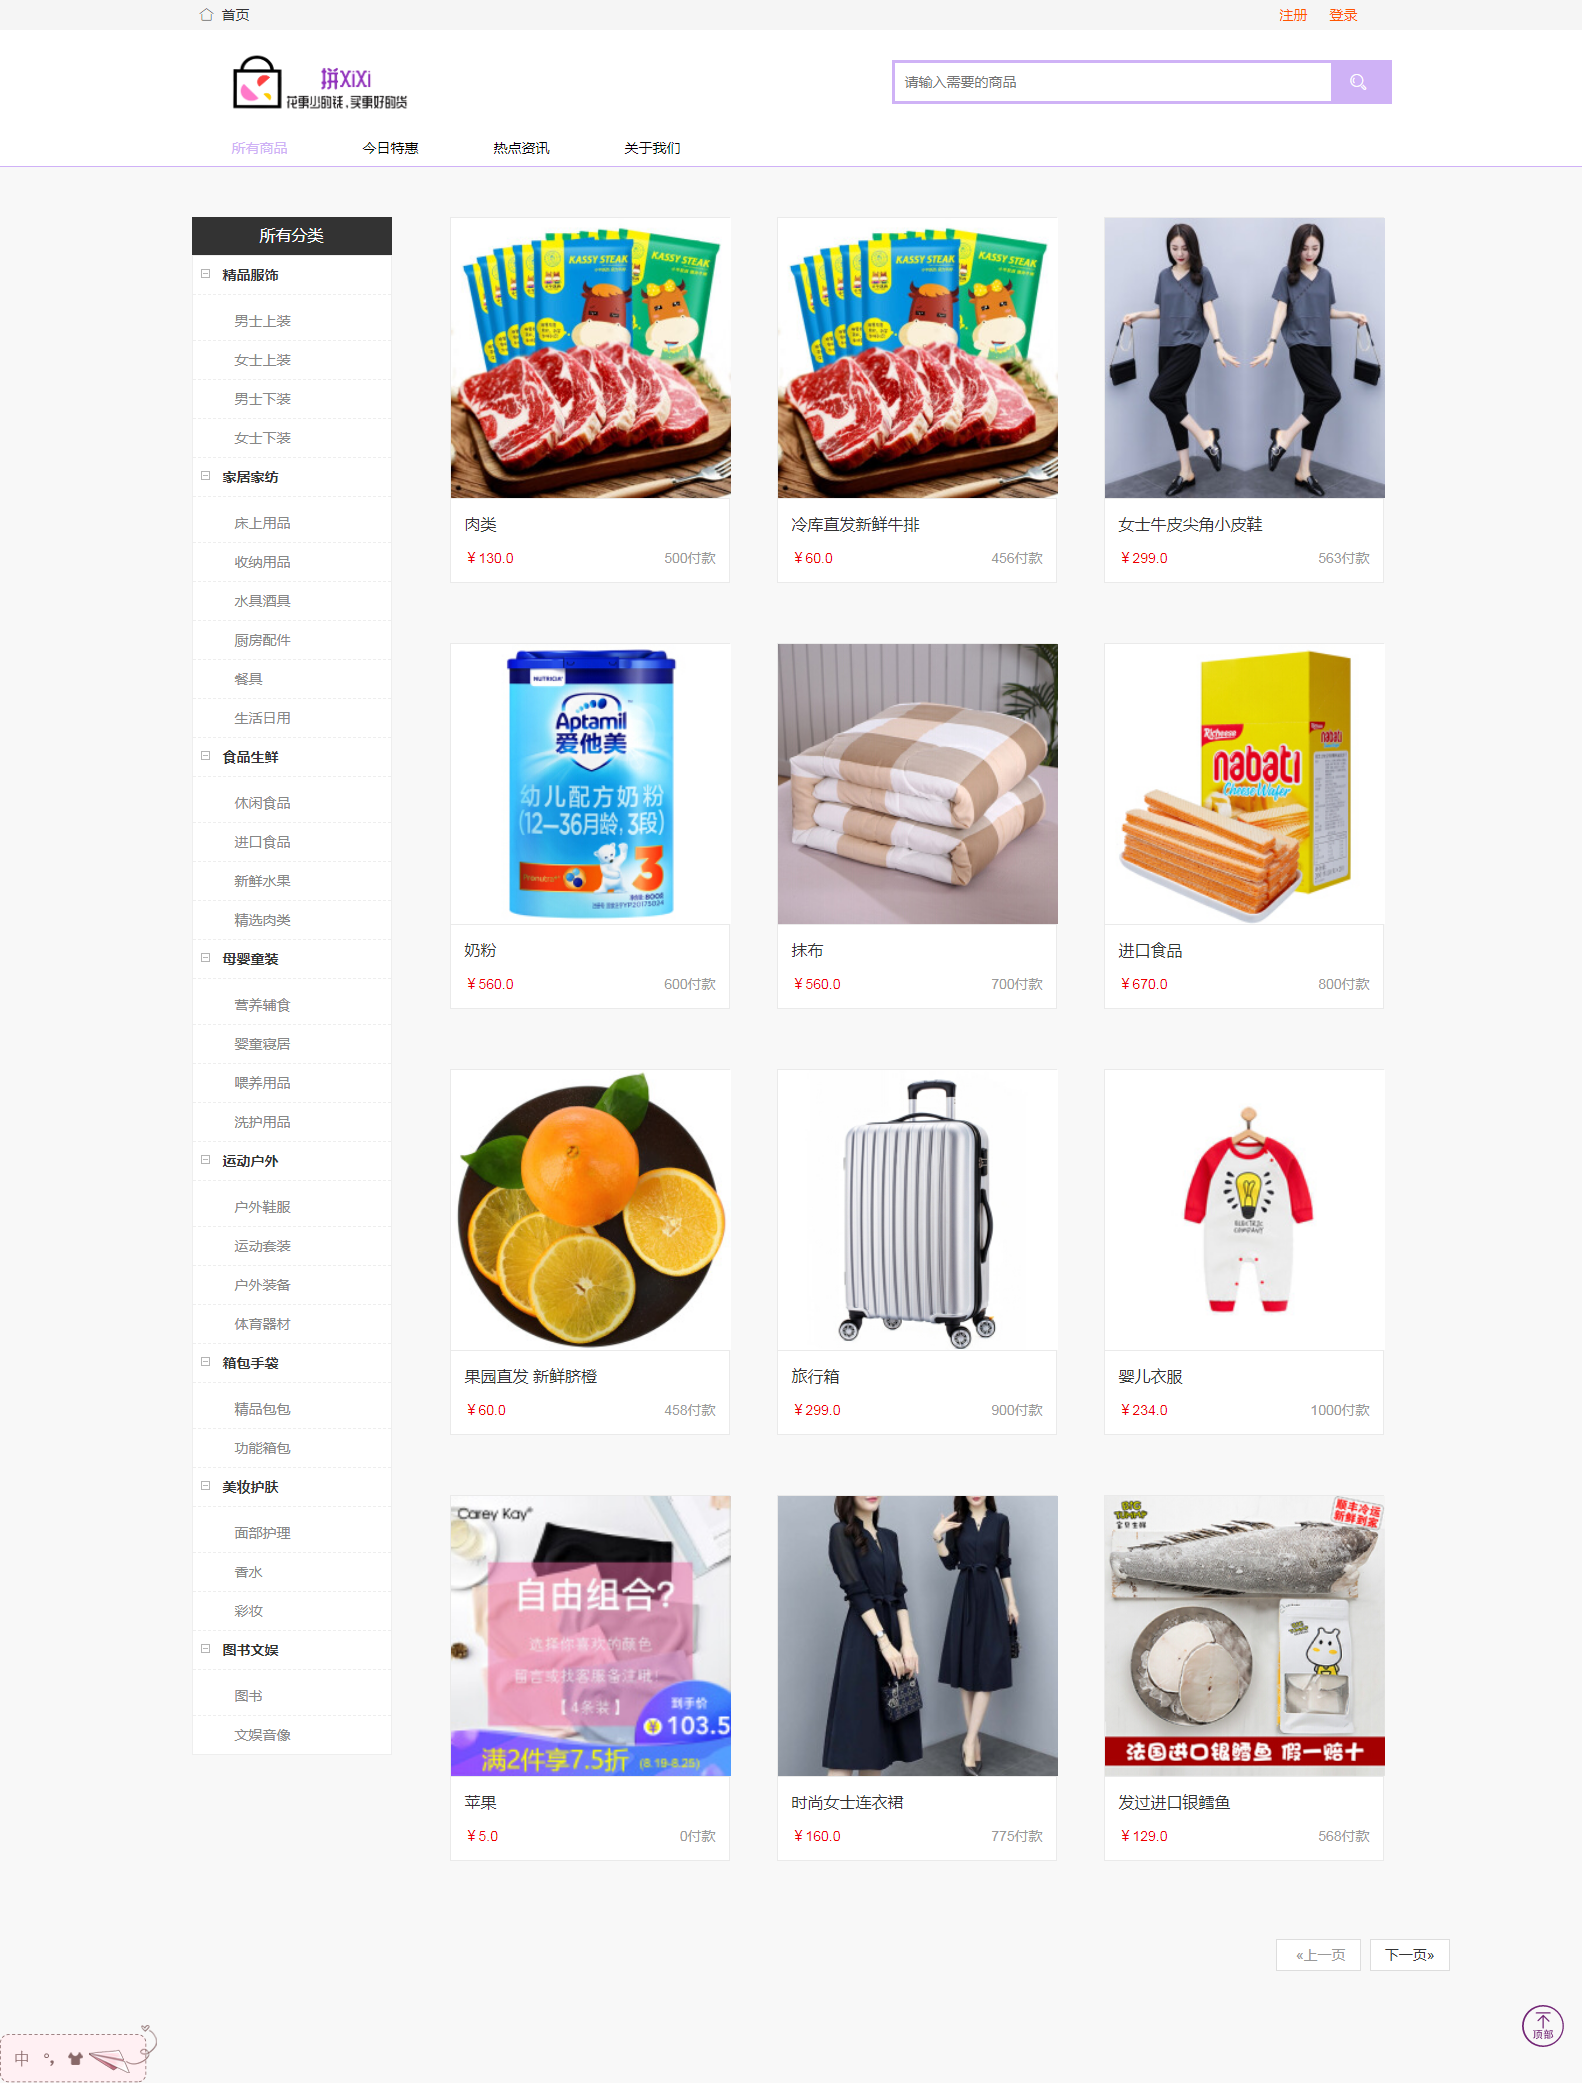 首页
注册 登录
拼XiXi
花更少的钱,买更好的货
请输入需要的商品
所有商品 今日特惠 热点资讯 关于我们
所有分类
精品服饰
男士上装
女士上装
男士下装
女士下装
家居家纺
床上用品
收纳用品
水具酒具
厨房配件
餐具
生活日用
食品生鲜
休闲食品
进口食品
新鲜水果
精选肉类
母婴童装
营养辅食
婴童寝居
喂养用品
洗护用品
运动户外
户外鞋服
运动套装
户外装备
体育器材
箱包手袋
精品包包
功能箱包
美妆护肤
面部护理
香水
彩妆
图书文娱
图书
文娱音像
KASSY STEAK
KASSY STEAK
肉类
￥130.0 500付款
KASSY STEAK
KASSY STEAK
冷库直发新鲜牛排
￥60.0 456付款
女士牛皮尖角小皮鞋
￥299.0 563付款
NUTRICIA
Aptamil
爱他美
幼儿配方奶粉
(12—36月龄,3段)
Pronutra
3
800g
奶粉
￥560.0 600付款
抹布
￥560.0 700付款
Richeese
nabati
Cheese Wafer
Richeese
nabati
进口食品
￥670.0 800付款
果园直发 新鲜脐橙
￥60.0 458付款
旅行箱
￥299.0 900付款
ELECTRIC
COMPANY
婴儿衣服
￥234.0 1000付款
Carey Kay
自由组合?
选择你喜欢的颜色
留言或找客服备注哦!
【4条装】
到手价
￥103.5
满2件享7.5折 (8.19-8.25)
苹果
￥5.0 0付款
时尚女士连衣裙
￥160.0 775付款
BIG
TUMMY
顺丰冷运
新鲜到家
法国进口银鳕鱼 假一赔十
发过进口银鳕鱼
￥129.0 568付款
«上一页 下一页»
顶部
中 °,